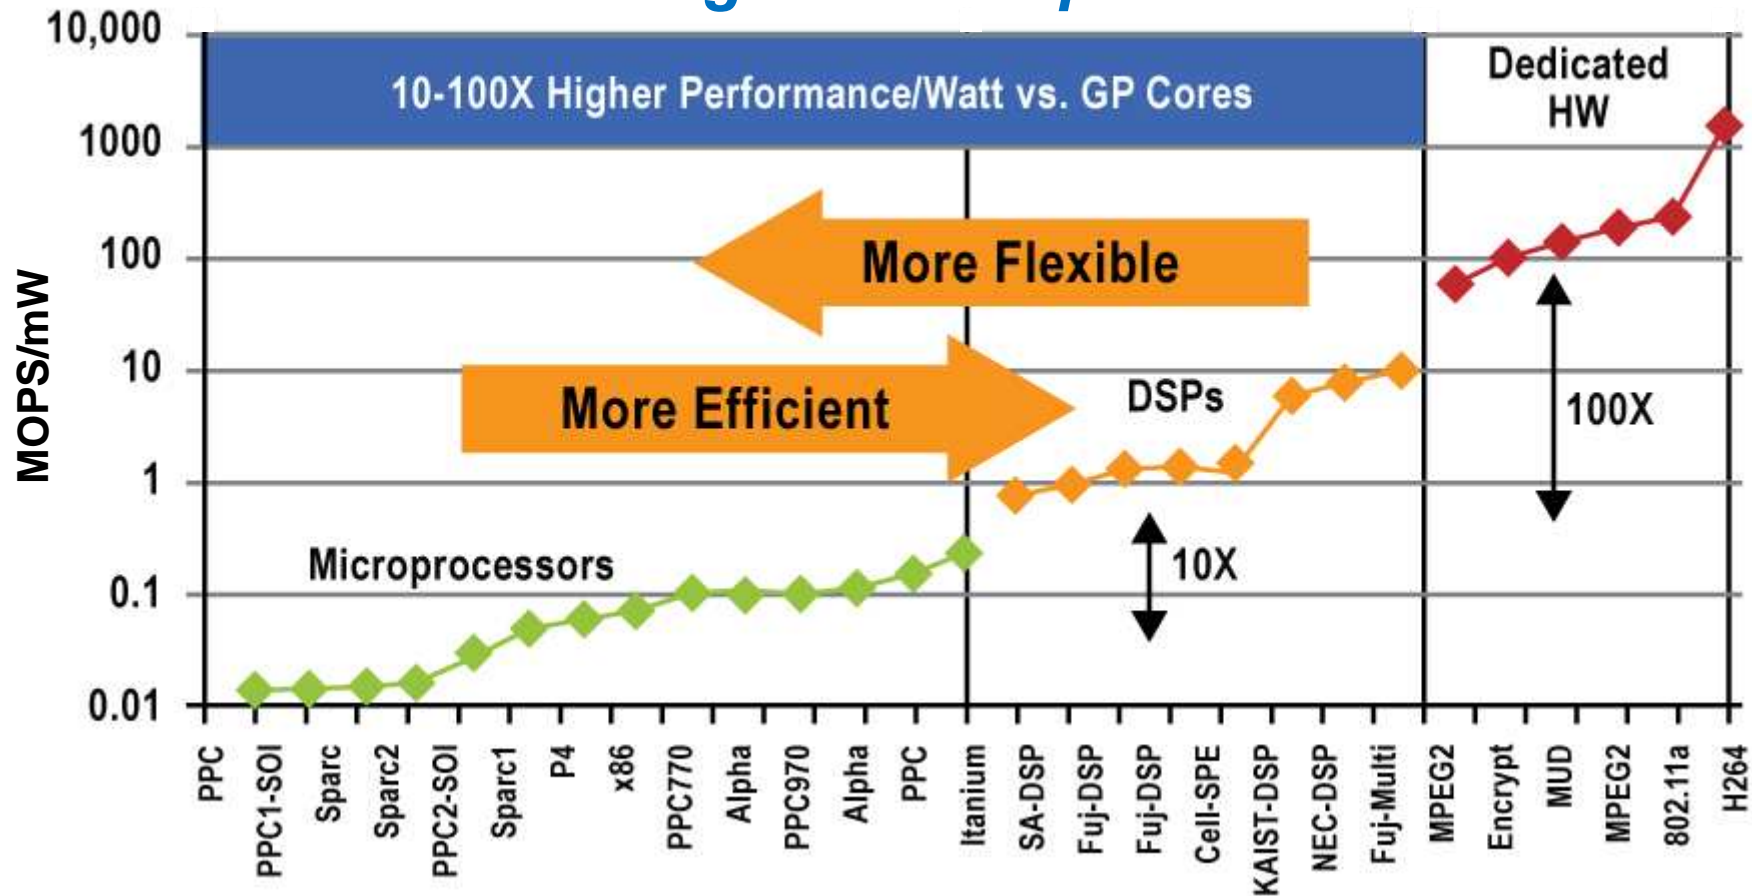 10,000
1000
100
10
1
0.1
0.01
MOPS/mW
10-100X Higher Performance/Watt vs. GP Cores
Dedicated
HW
More Flexible
More Efficient
DSPs
100X
Microprocessors
10X
PPC
PPC1-SOI
Sparc
Sparc2
PPC2-SOI
Sparc1
P4
x86
PPC770
Alpha
PPC970
Alpha
PPC
Itanium
SA-DSP
Fuj-DSP
Fuj-DSP
Cell-SPE
KAIST-DSP
NEC-DSP
Fuj-Multi
MPEG2
Encrypt
MUD
MPEG2
802.11a
H264